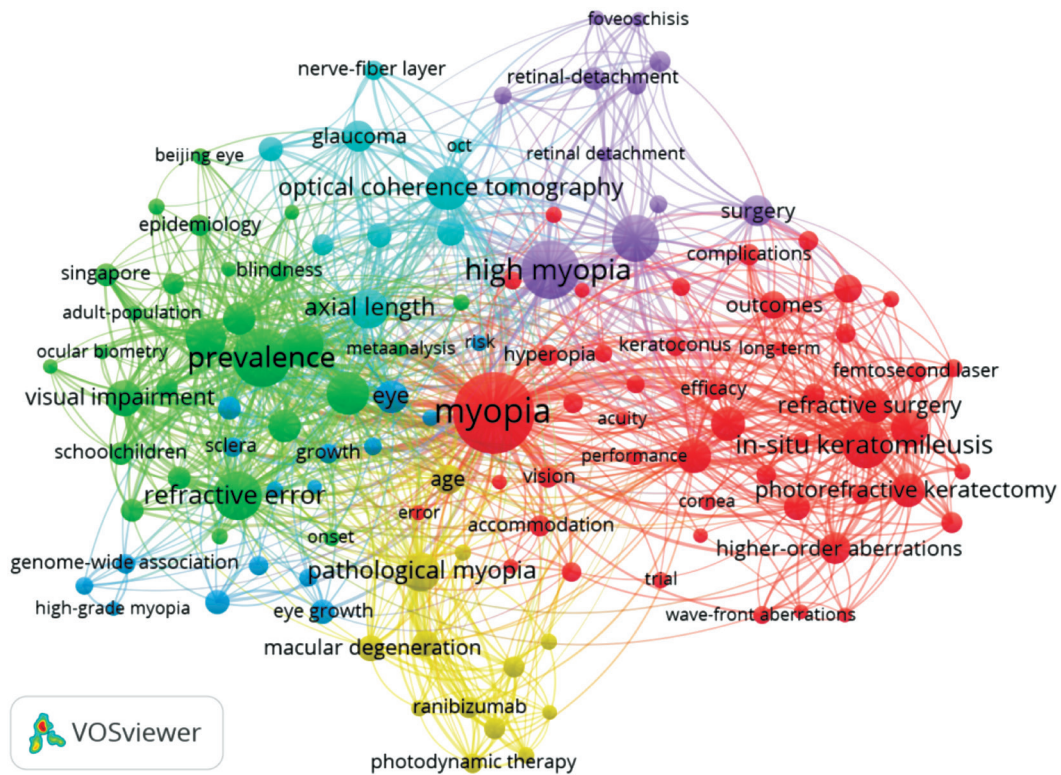 foveoschisis
nerve-fiber layer
retinal-detachment
glaucoma
oct
beijing eye
retinal detachment
optical coherence tomography
surgery
epidemiology
complications
singapore
blindness
high myopia
outcomes
adult-population
axial length
metaanalysis
risk
hyperopia
keratoconus
long-term
ocular biometry
prevalence
femtosecond laser
visual impairment
eye
myopia
efficacy
refractive surgery
acuity
schoolchildren
sclera
growth
performance
in-situ keratomileusis
refractive error
age
vision
photorefractive keratectomy
error
cornea
onset
accommodation
genome-wide association
pathological myopia
higher-order aberrations
trial
high-grade myopia
eye growth
wave-front aberrations
macular degeneration
ranibizumab
VOSviewer
photodynamic therapy